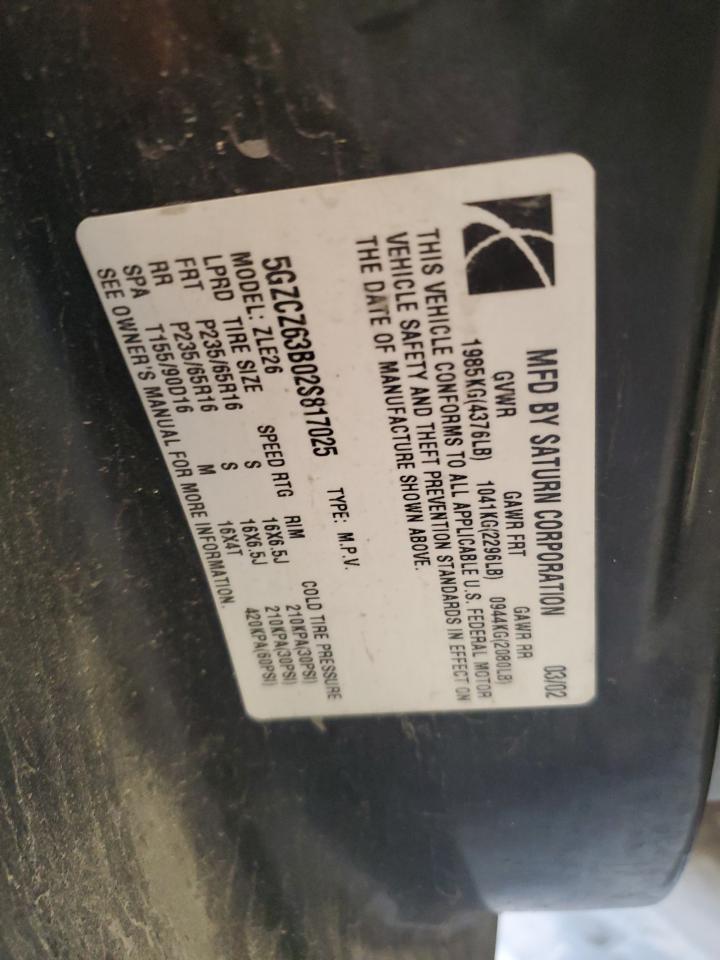 MFD BY SATURN CORPORATION 03/02
GVWR GAWR FRT GAWR RR
1985KG(4376LB) 1041KG(2296LB) 0944KG(2080LB)
THIS VEHICLE CONFORMS TO ALL APPLICABLE U.S. FEDERAL MOTOR
VEHICLE SAFETY AND THEFT PREVENTION STANDARDS IN EFFECT ON
THE DATE OF MANUFACTURE SHOWN ABOVE.
5GZCZ63B02S817025 TYPE: M.P.V.
MODEL: ZLE26
LPRD TIRE SIZE SPEED RTG RIM COLD TIRE PRESSURE
FRT P235/65R16 S 16X6.5J 210KPA(30PSI)
RR P235/65R16 S 16X6.5J 210KPA(30PSI)
SPA T155/90D16 M 16X4T 420KPA(60PSI)
SEE OWNER'S MANUAL FOR MORE INFORMATION.